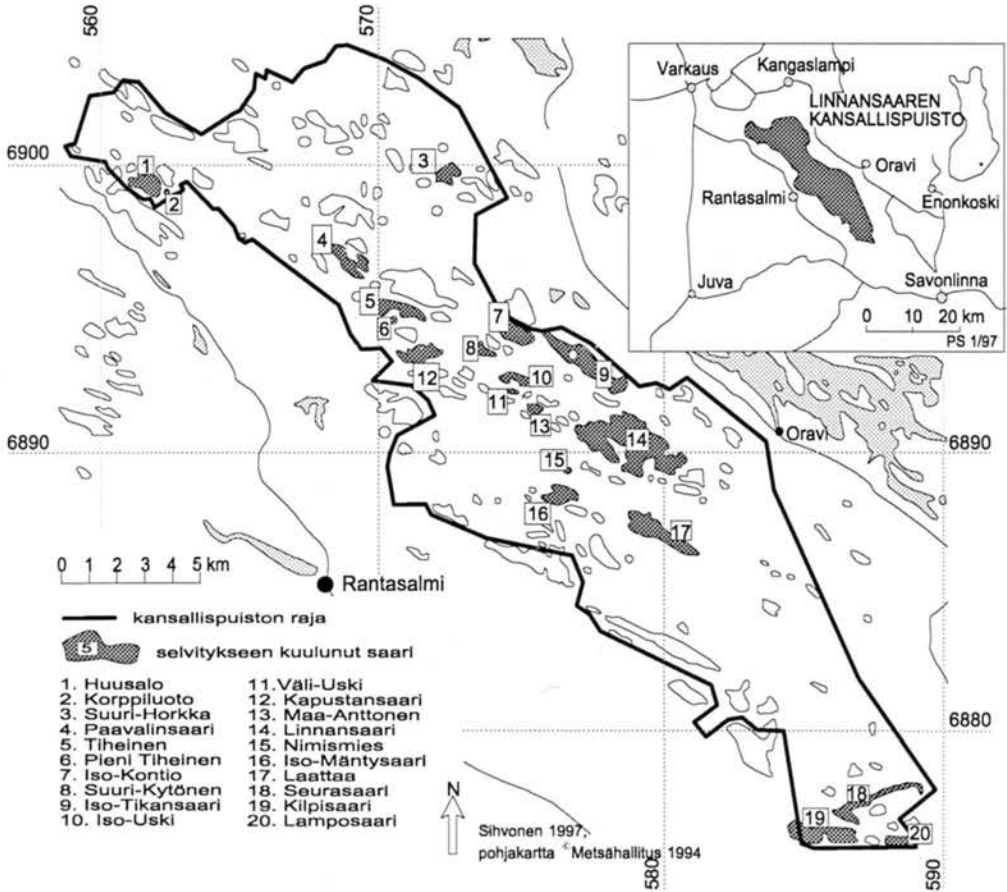 560
570
6900
1
2
3
4
5
6
7
8
9
10
11
12
13
14
15
16
17
18
19
20
Varkaus
Kangaslampi
LINNANSAAREN
KANSALLISPUISTO
Oravi
Rantasalmi
Enonkoski
Juva
Savonlinna
0 10 20 km
PS 1/97
Oravi
6890
6890
0 1 2 3 4 5 km
Rantasalmi
kansallispuiston raja
5 selvitykseen kuulunut saari
1. Huusalo
2. Korppiluoto
3. Suuri-Horkka
4. Paavalinsaari
5. Tiheinen
6. Pieni Tiheinen
7. Iso-Kontio
8. Suuri-Kytönen
9. Iso-Tikansaari
10. Iso-Uski
11. Väli-Uski
12. Kapustansaari
13. Maa-Anttonen
14. Linnansaari
15. Nimismies
16. Iso-Mäntysaari
17. Laattaa
18. Seurasaari
19. Kilpisaari
20. Lamposaari
6880
N
Sihvonen 1997,
pohjakartta ©Metsähallitus 1994
580
590